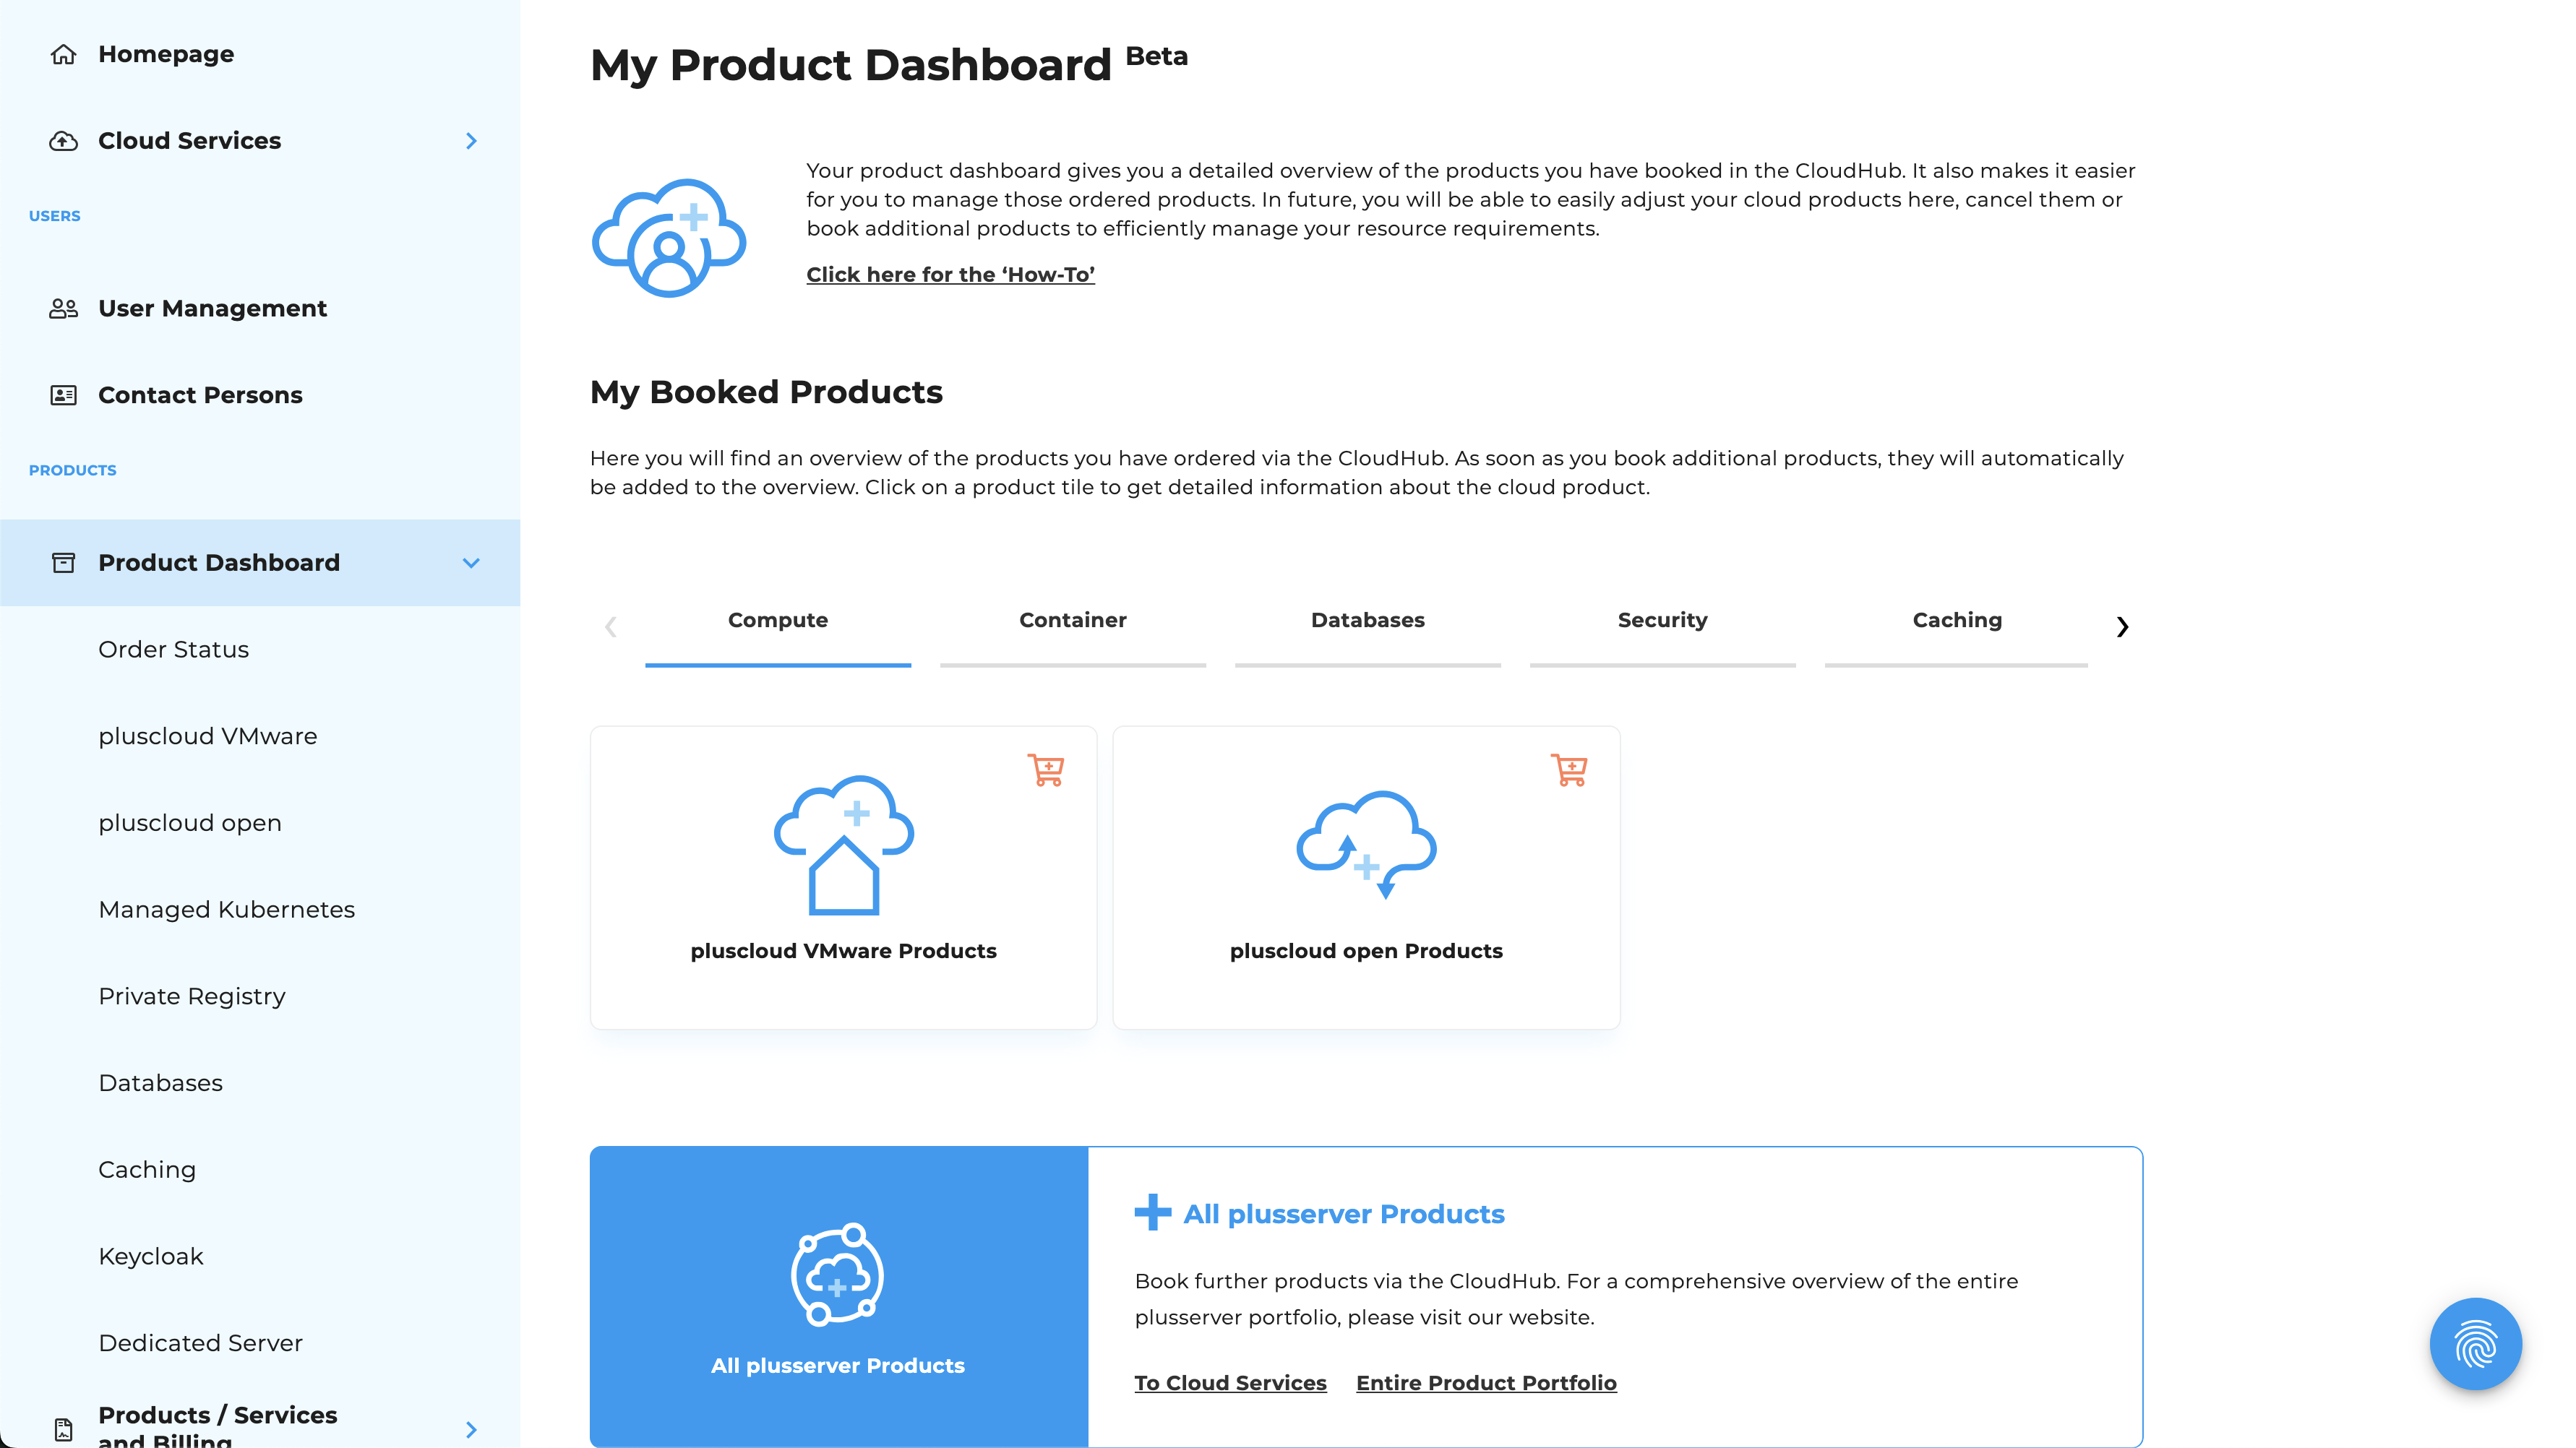 Homepage
Cloud Services
USERS
User Management
Contact Persons
PRODUCTS
Product Dashboard
Order Status
pluscloud VMware
pluscloud open
Managed Kubernetes
Private Registry
Databases
Caching
Keycloak
Dedicated Server
Products / Services
and Billing
My Product Dashboard Beta
Your product dashboard gives you a detailed overview of the products you have booked in the CloudHub. It also makes it easier
for you to manage those ordered products. In future, you will be able to easily adjust your cloud products here, cancel them or
book additional products to efficiently manage your resource requirements.
Click here for the ‘How-To’
My Booked Products
Here you will find an overview of the products you have ordered via the CloudHub. As soon as you book additional products, they will automatically
be added to the overview. Click on a product tile to get detailed information about the cloud product.
Compute
Container
Databases
Security
Caching
pluscloud VMware Products
pluscloud open Products
All plusserver Products
All plusserver Products
Book further products via the CloudHub. For a comprehensive overview of the entire
plusserver portfolio, please visit our website.
To Cloud Services
Entire Product Portfolio